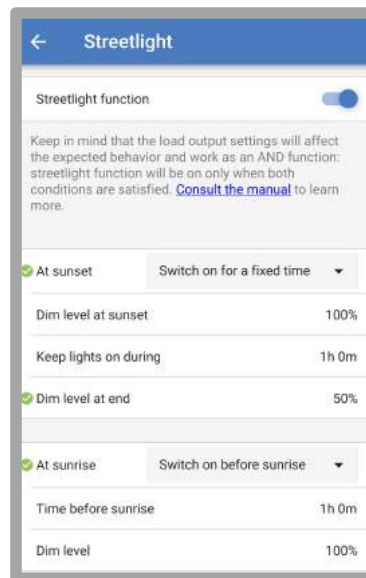 Streetlight
Streetlight function
Keep in mind that the load output settings will affect
the expected behavior and work as an AND function:
streetlight function will be on only when both
conditions are satisfied. Consult the manual to learn
more.
At sunset Switch on for a fixed time
Dim level at sunset 100%
Keep lights on during 1h 0m
Dim level at end 50%
At sunrise Switch on before sunrise
Time before sunrise 1h 0m
Dim level 100%